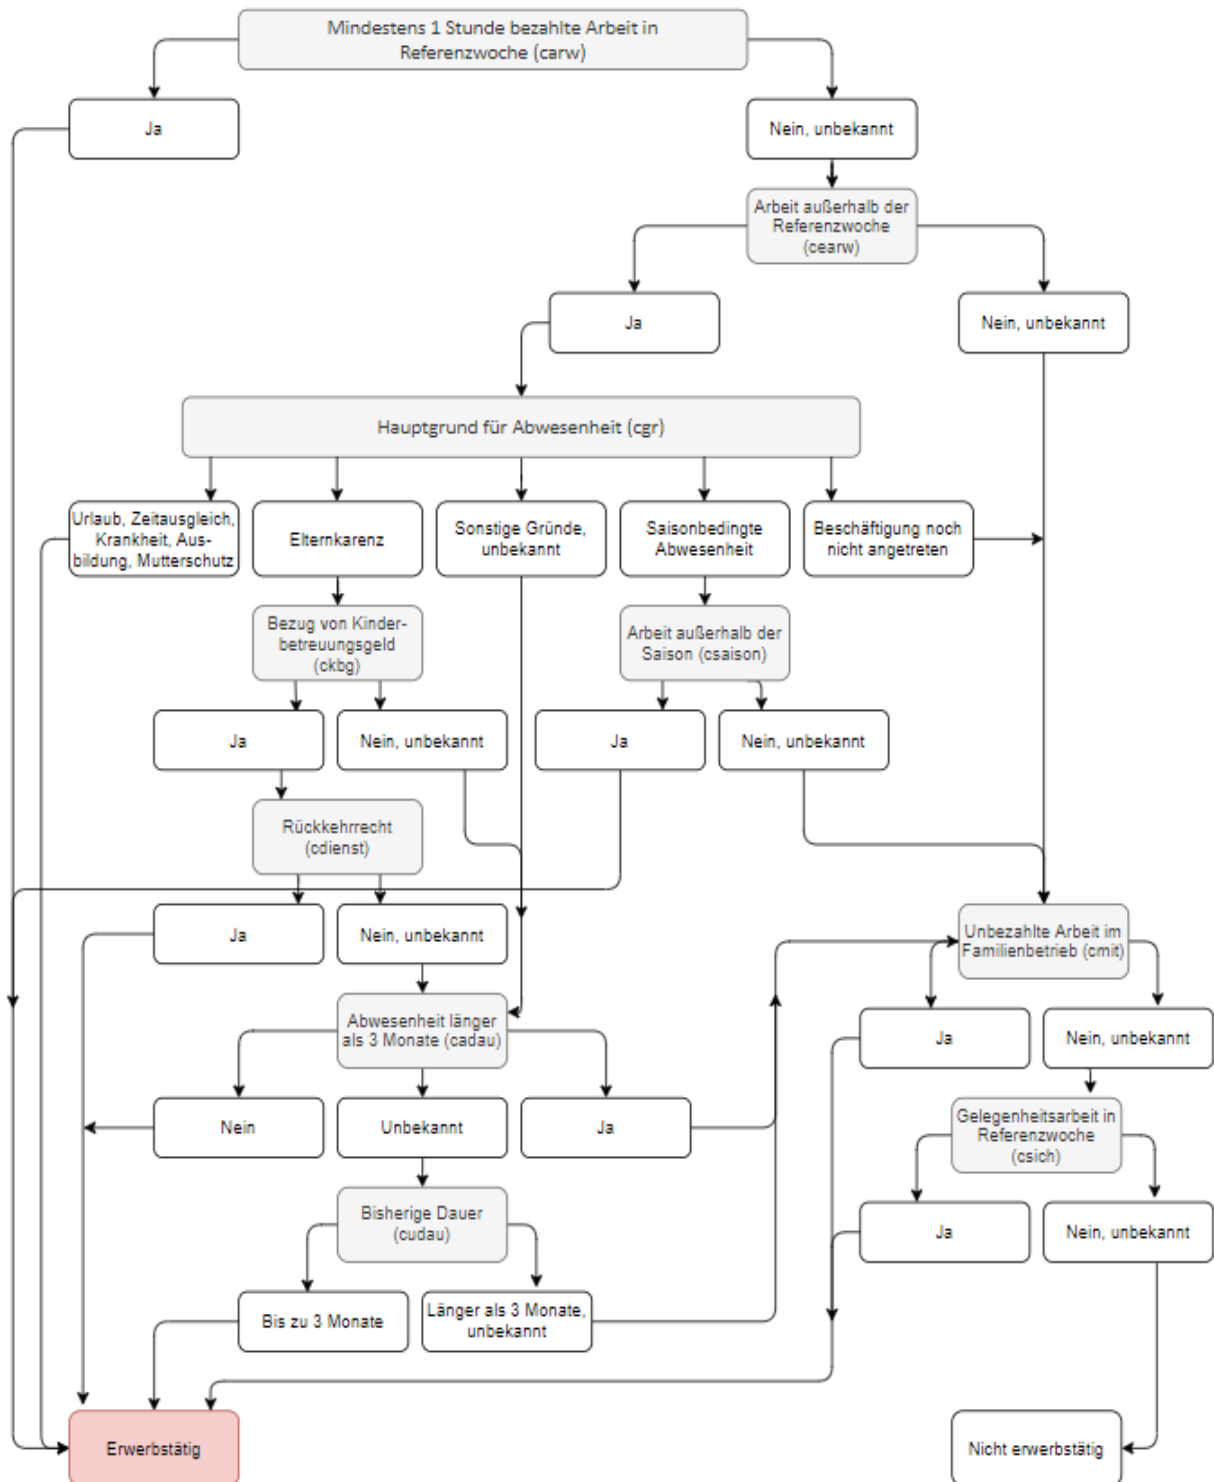 Mindestens 1 Stunde bezahlte Arbeit in
Referenzwoche (carw)
Ja
Nein, unbekannt
Arbeit außerhalb der
Referenzwoche
(cearw)
Ja
Nein, unbekannt
Hauptgrund für Abwesenheit (cgr)
Urlaub, Zeitausgleich,
Krankheit, Aus-
bildung, Mutterschutz
Elternkarenz
Sonstige Gründe,
unbekannt
Saisonbedingte
Abwesenheit
Beschäftigung noch
nicht angetreten
Bezug von Kinder-
betreuungsgeld
(ckbg)
Arbeit außerhalb der
Saison (csaison)
Ja
Nein, unbekannt
Ja
Nein, unbekannt
Rückkehrrecht
(cdienst)
Ja
Nein, unbekannt
Unbezahlte Arbeit im
Familienbetrieb (cmit)
Abwesenheit länger
als 3 Monate (cadau)
Ja
Nein, unbekannt
Nein
Unbekannt
Ja
Gelegenheitsarbeit in
Referenzwoche
(csich)
Bisherige Dauer
(cudau)
Ja
Nein, unbekannt
Bis zu 3 Monate
Länger als 3 Monate,
unbekannt
Erwerbstätig
Nicht erwerbstätig